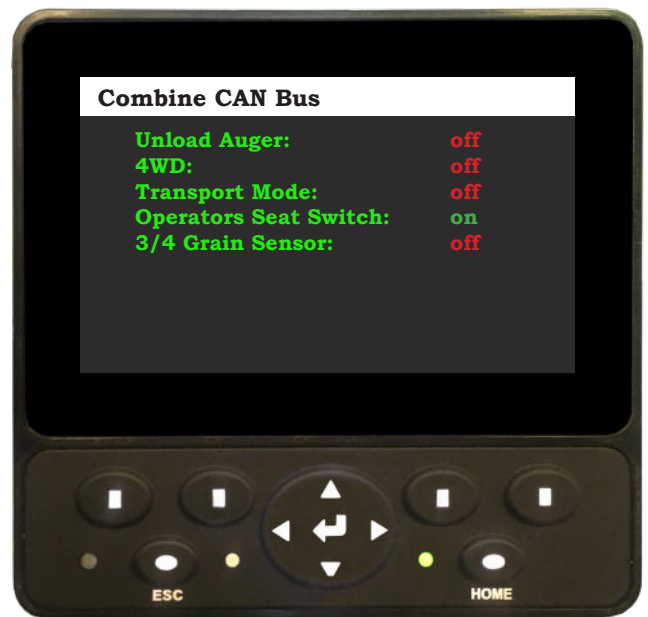 Combine CAN Bus
Unload Auger: off
4WD: off
Transport Mode: off
Operators Seat Switch: on
3/4 Grain Sensor: off
ESC
HOME